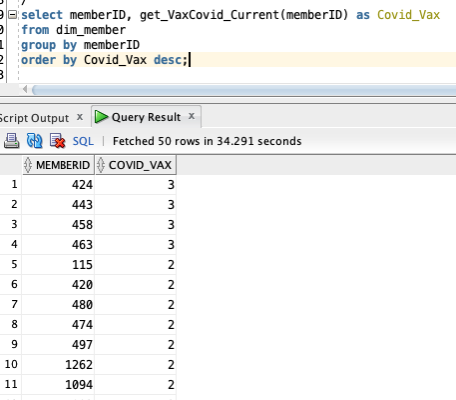 /
select memberID, get_VaxCovid_Current(memberID) as Covid_Vax
from dim_member
group by memberID
order by Covid_Vax desc;
Script Output x Query Result x
SQL | Fetched 50 rows in 34.291 seconds
MEMBERID COVID_VAX
1 424 3
2 443 3
3 458 3
4 463 3
5 115 2
6 420 2
7 480 2
8 474 2
9 497 2
10 1262 2
11 1094 2